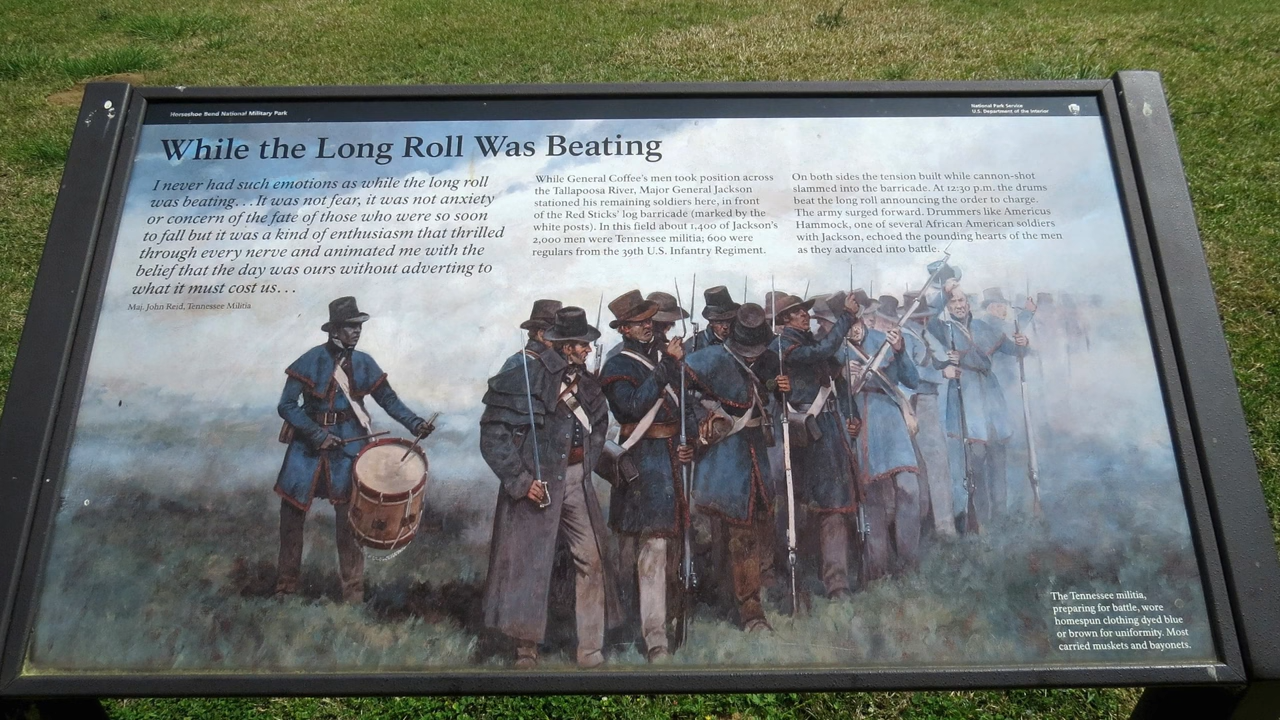 Horseshoe Bend National Military Park
National Park Service
U.S. Department of the Interior
While the Long Roll Was Beating
I never had such emotions as while the long roll
was beating. . . It was not fear, it was not anxiety
or concern of the fate of those who were so soon
to fall but it was a kind of enthusiasm that thrilled
through every nerve and animated me with the
belief that the day was ours without adverting to
what it must cost us. . .
Maj. John Reid, Tennessee Militia
While General Coffee's men took position across
the Tallapoosa River, Major General Jackson
stationed his remaining soldiers here, in front
of the Red Sticks' log barricade (marked by the
white posts). In this field about 1,400 of Jackson's
2,000 men were Tennessee militia; 600 were
regulars from the 39th U.S. Infantry Regiment.
On both sides the tension built while cannon-shot
slammed into the barricade. At 12:30 p.m. the drums
beat the long roll announcing the order to charge.
The army surged forward. Drummers like Americus
Hammock, one of several African American soldiers
with Jackson, echoed the pounding hearts of the men
as they advanced into battle.
The Tennessee militia,
preparing for battle, wore
homespun clothing dyed blue
or brown for uniformity. Most
carried muskets and bayonets.